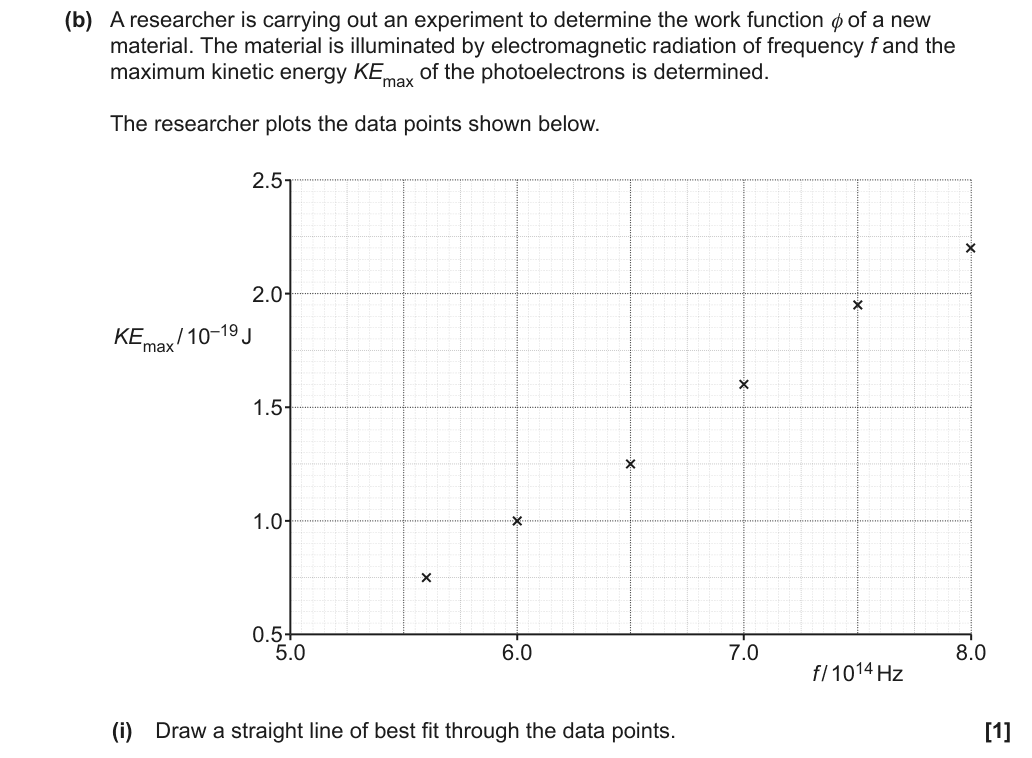 (b) A researcher is carrying out an experiment to determine the work function ϕ of a new
material. The material is illuminated by electromagnetic radiation of frequency f and the
maximum kinetic energy KEmax of the photoelectrons is determined.
The researcher plots the data points shown below.
2.5
2.0
KEmax / 10⁻¹⁹ J
1.5
1.0
0.5
5.0 6.0 7.0 8.0
f / 10¹⁴ Hz
(i) Draw a straight line of best fit through the data points. [1]